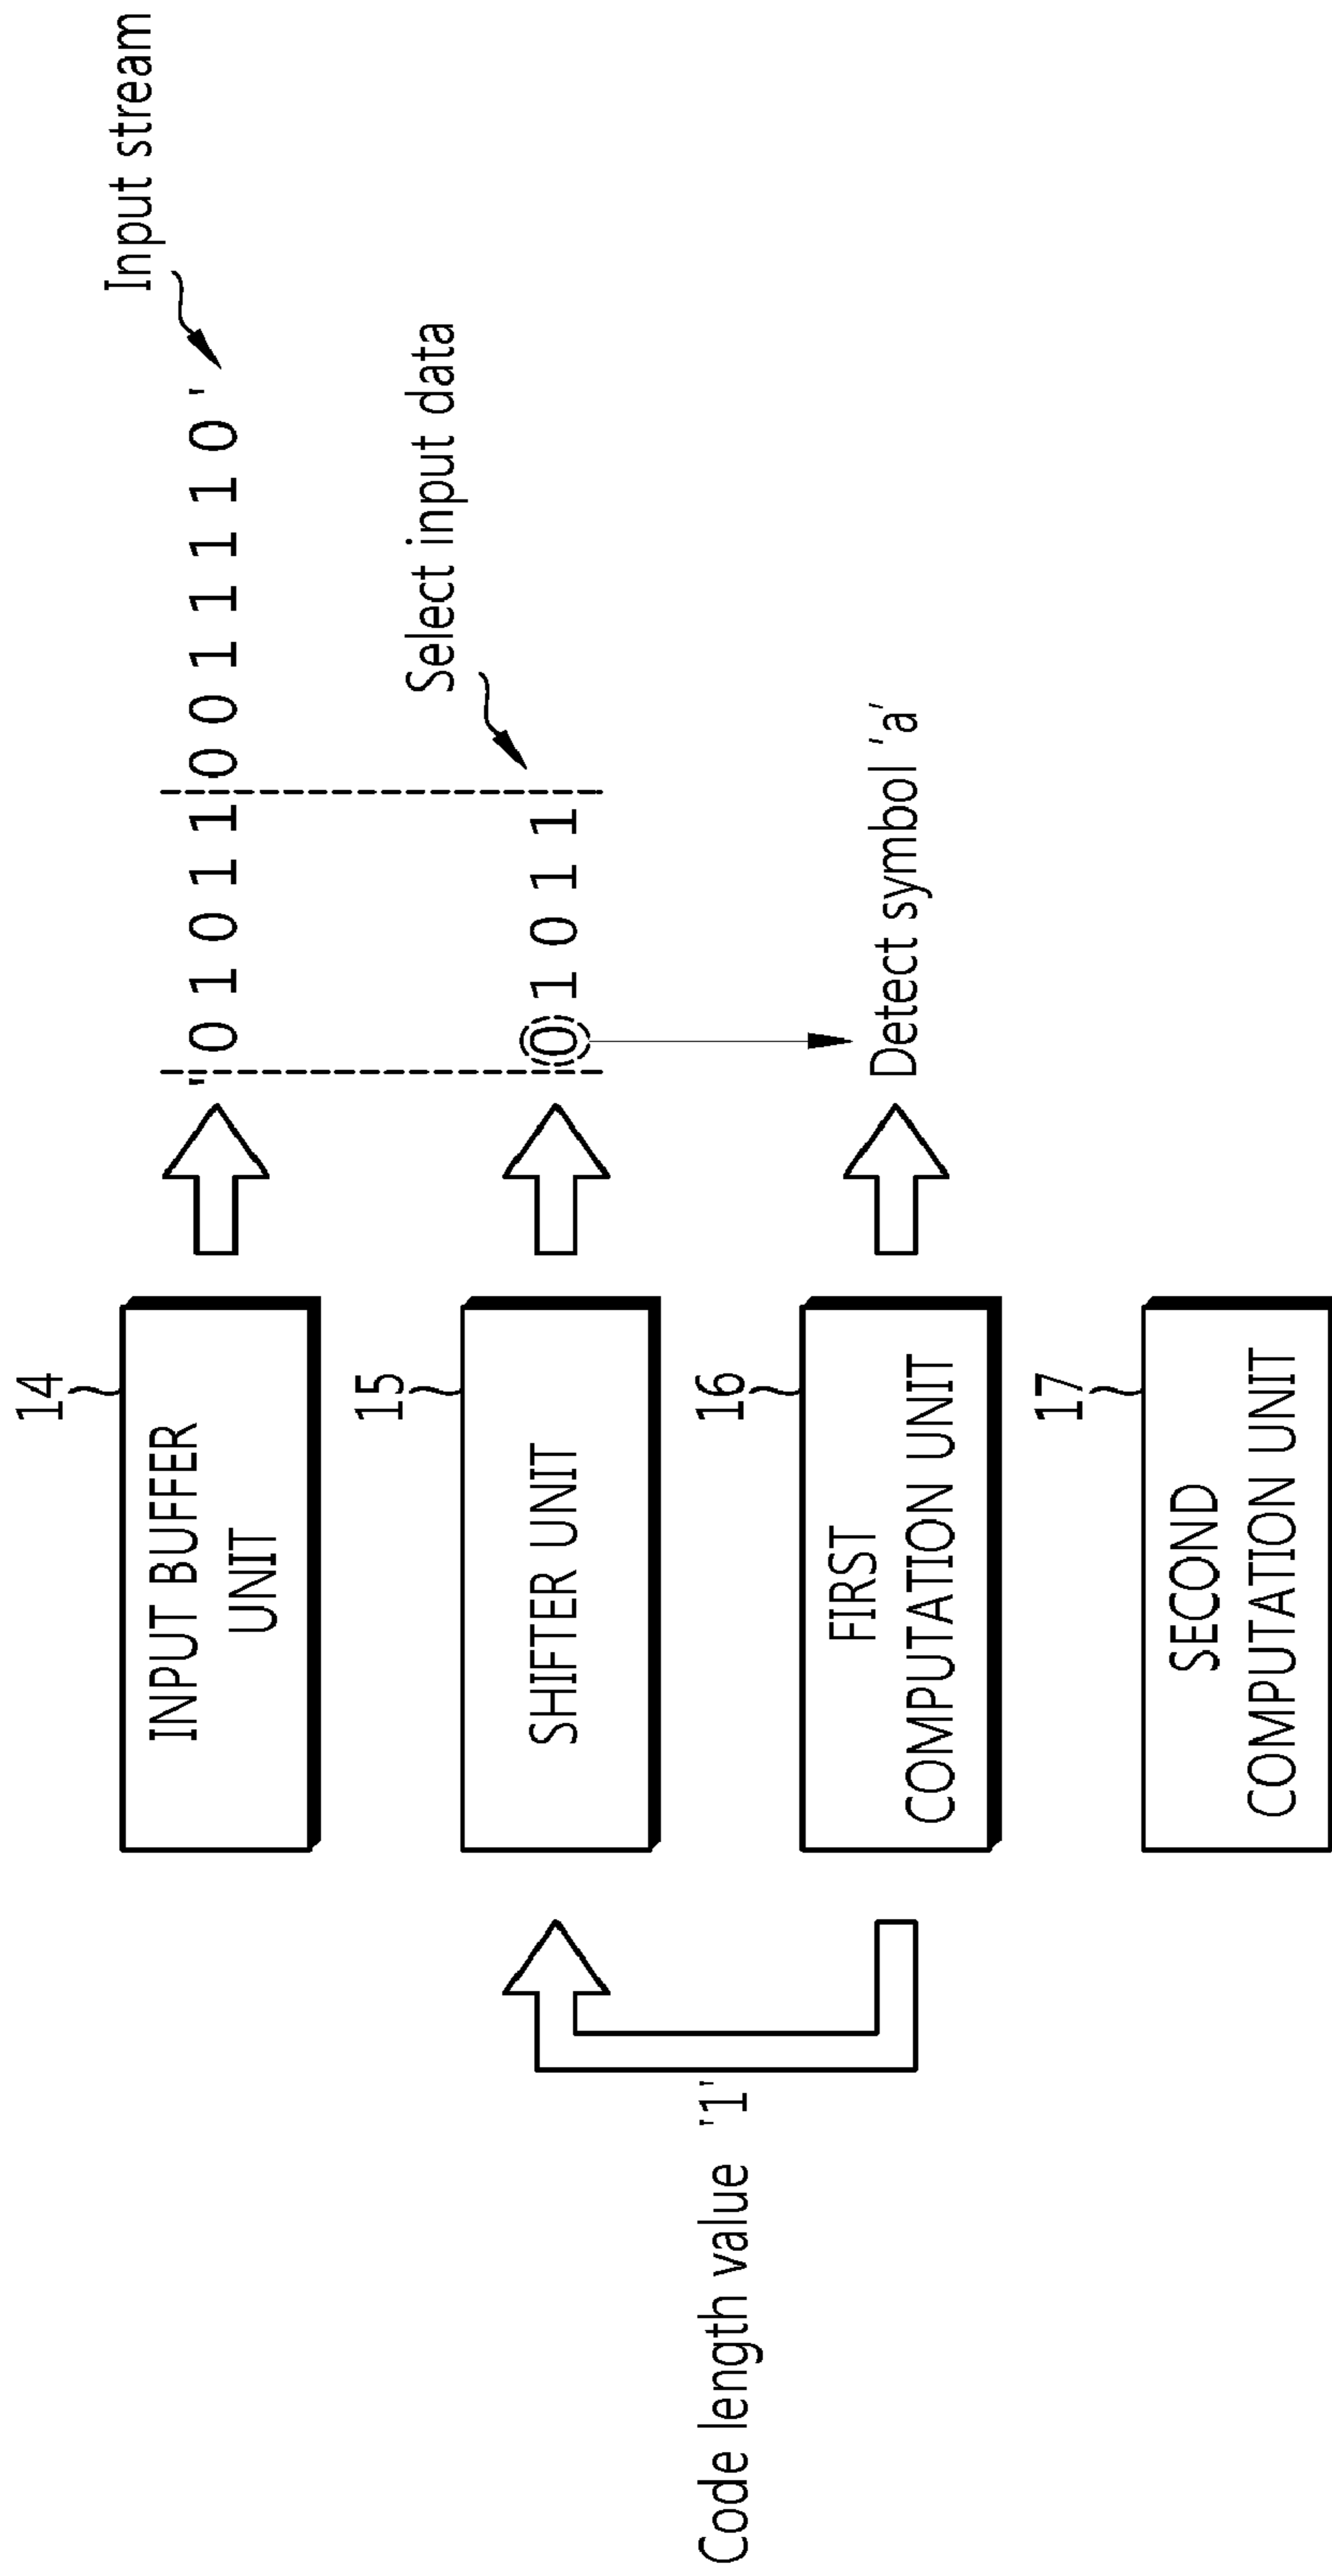 14
INPUT BUFFER
UNIT
' 0 1 0 1 1 0 0 1 1 1 1 0 '
Input stream
15
SHIFTER UNIT
0 1 0 1 1
Select input data
Code length value '1'
16
FIRST
COMPUTATION UNIT
Detect symbol 'a'
17
SECOND
COMPUTATION UNIT